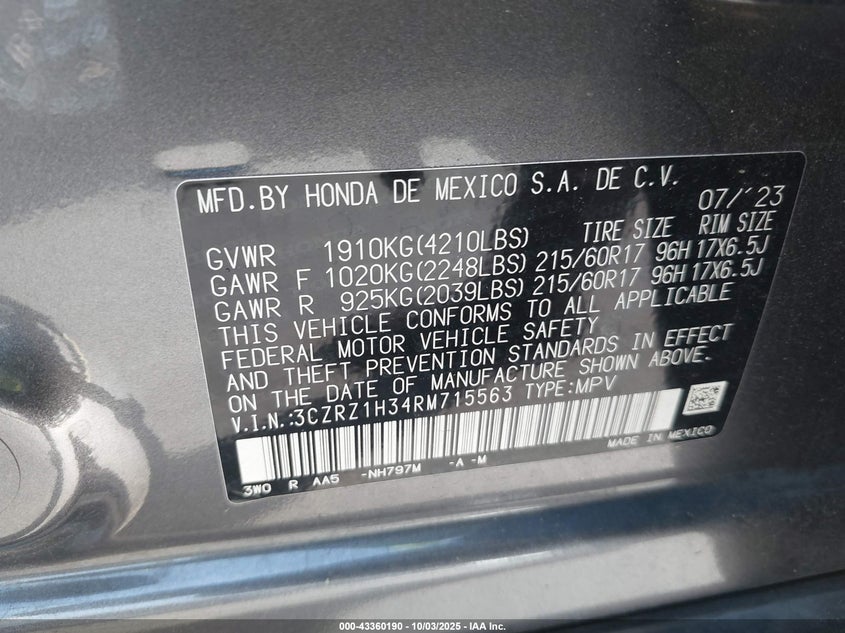 MFD.BY HONDA DE MEXICO S.A. DE C.V.
07/'23
TIRE SIZE RIM SIZE
GVWR 1910KG(4210LBS)
GAWR F 1020KG(2248LBS) 215/60R17 96H 17X6.5J
GAWR R 925KG(2039LBS) 215/60R17 96H 17X6.5J
THIS VEHICLE CONFORMS TO ALL APPLICABLE
FEDERAL MOTOR VEHICLE SAFETY
AND THEFT PREVENTION STANDARDS IN EFFECT
ON THE DATE OF MANUFACTURE SHOWN ABOVE.
V.I.N.:3CZRZ1H34RM715563 TYPE:MPV
MADE IN MEXICO
3WO R AA5 -NH797M -A -M
000-43360190 - 10/03/2025 - IAA Inc.